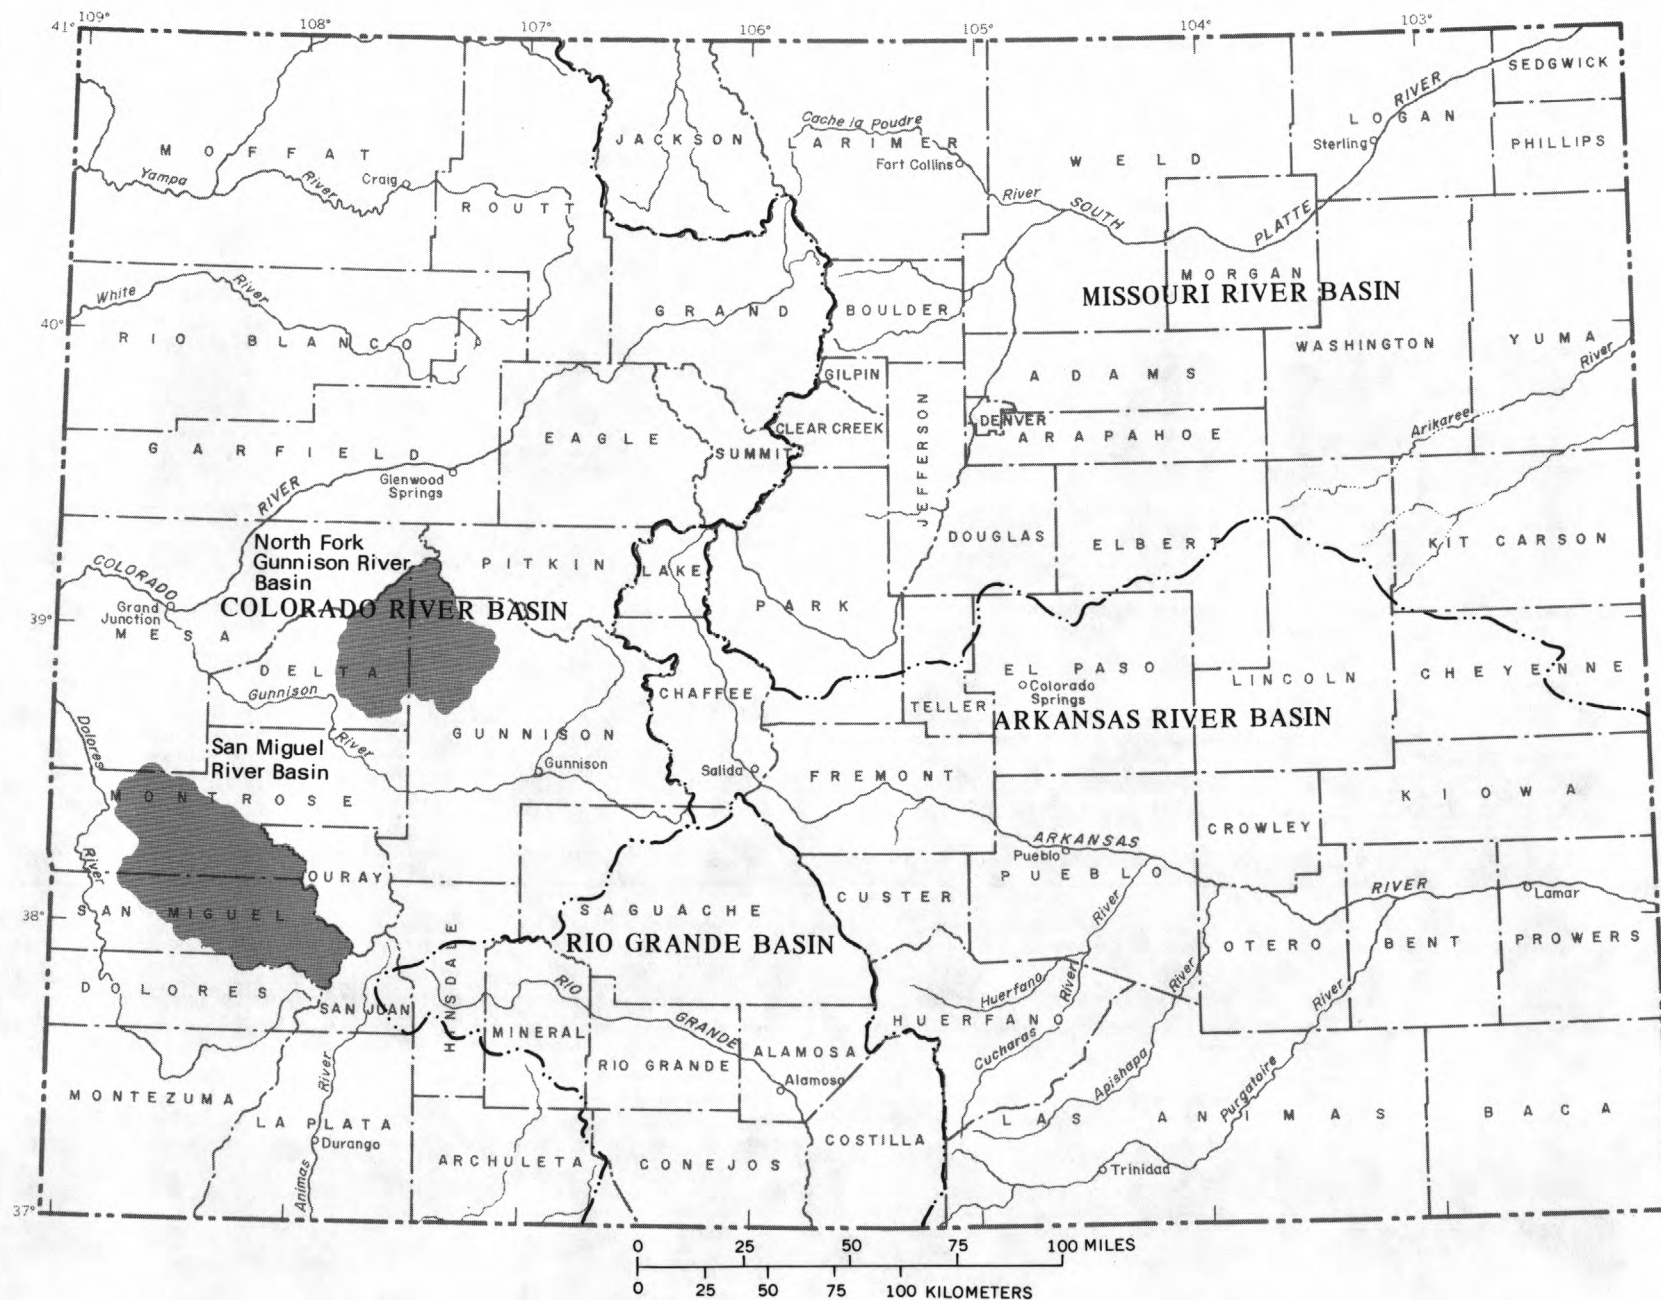 109°
108°
107°
106°
105°
104°
103°
41°
SEDGWICK
RIVER
LOGAN
Cache la Poudre
JACKSON
LARIMER
Sterling
PHILLIPS
MOFFAT
Fort Collins
WELD
Yampa
River
Craig
River
ROUTT
SOUTH
PLATTE
MORGAN
MISSOURI RIVER BASIN
White
River
GRAND
BOULDER
40°
RIO BLANCO
WASHINGTON
YUMA
River
GILPIN
ADAMS
JEFFERSON
DENVER
Arikaree
CLEAR CREEK
ARAPAHOE
EAGLE
GARFIELD
SUMMIT
Glenwood
Springs
RIVER
North Fork
Gunnison River
Basin
DOUGLAS
ELBERT
KIT CARSON
PITKIN
LAKE
COLORADO
Grand
Junction
COLORADO RIVER BASIN
PARK
39°
MESA
DELTA
EL PASO
CHEYENNE
LINCOLN
Gunnison
CHAFFEE
Colorado
Springs
TELLER
ARKANSAS RIVER BASIN
Dolores
River
GUNNISON
San Miguel
River Basin
Gunnison
Salida
FREMONT
MONTROSE
KIOWA
CROWLEY
ARKANSAS
Pueblo
River
PUEBLO
OURAY
RIVER
Lamar
CUSTER
River
38°
SAN MIGUEL
SAGUACHE
RIO GRANDE BASIN
OTERO
BENT
PROWERS
HINSDALE
DOLORES
RIO
Huerfano
River
River
River
SAN JUAN
MINERAL
GRANDE
HUERFANO
Cucharas
RIO GRANDE
ALAMOSA
Alamosa
Apishapa
Purgatoire
MONTEZUMA
River
LAS ANIMAS
BACA
LA PLATA
Durango
COSTILLA
ARCHULETA
CONEJOS
Trinidad
Animas
37°
0 25 50 75 100 MILES
0 25 50 75 100 KILOMETERS